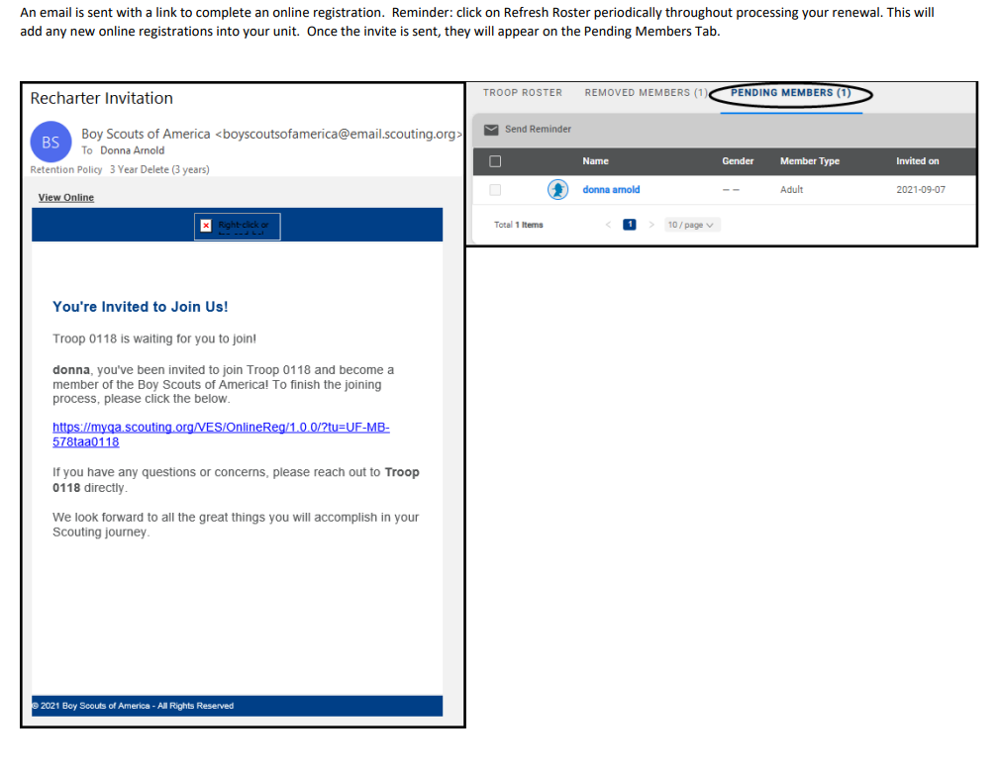 An email is sent with a link to complete an online registration.  Reminder: click on Refresh Roster periodically throughout processing your renewal. This will
add any new online registrations into your unit.  Once the invite is sent, they will appear on the Pending Members Tab.
Recharter Invitation
BS
Boy Scouts of America <boyscoutsofamerica@email.scouting.org>
To Donna Arnold
Retention Policy 3 Year Delete (3 years)
View Online
Right-click or
You're Invited to Join Us!
Troop 0118 is waiting for you to join!
donna, you've been invited to join Troop 0118 and become a
member of the Boy Scouts of America! To finish the joining
process, please click the below.
https://myqa.scouting.org/VES/OnlineReg/1.0.0/?tu=UF-MB-
578taa0118
If you have any questions or concerns, please reach out to Troop
0118 directly.
We look forward to all the great things you will accomplish in your
Scouting journey.
© 2021 Boy Scouts of America - All Rights Reserved
TROOP ROSTER REMOVED MEMBERS (1) PENDING MEMBERS (1)
Send Reminder
Name Gender Member Type Invited on
donna arnold -- Adult 2021-09-07
Total 1 Items < 1 > 10 / page